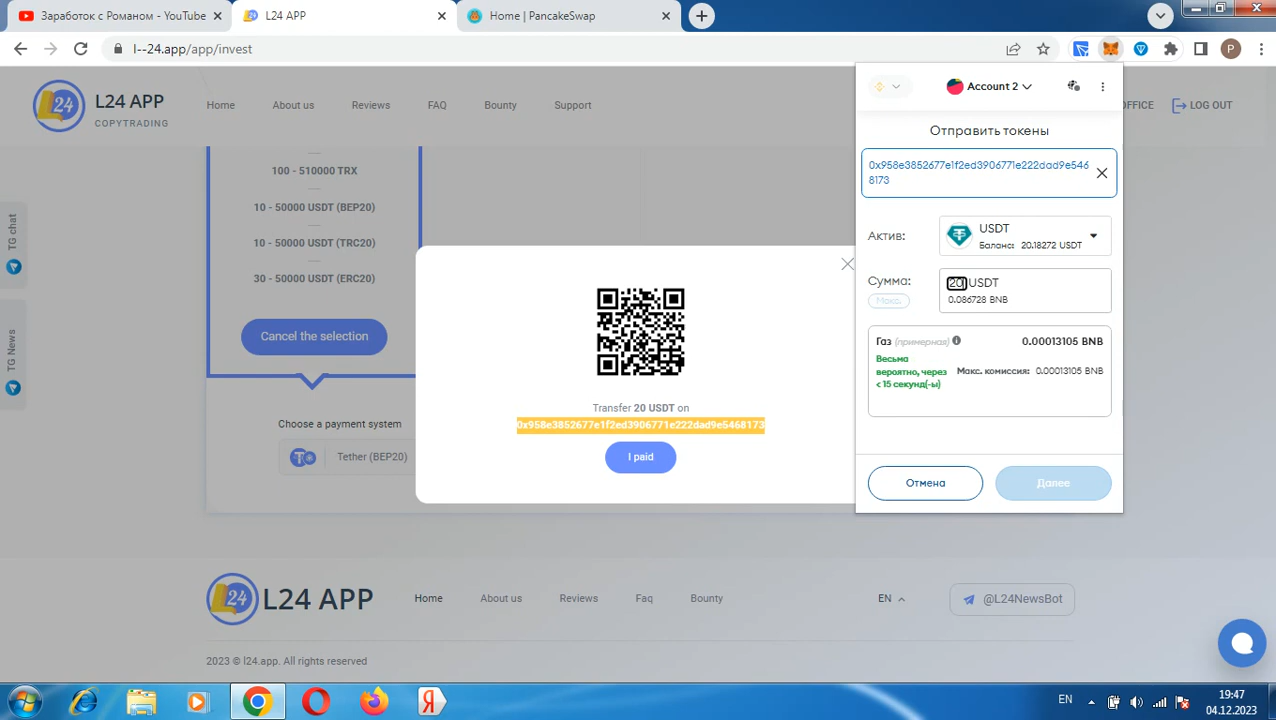 Заработок с Романом - YouTube
L24 APP
Home | PancakeSwap
l--24.app/app/invest
P
L24
L24 APP
COPYTRADING
Home
About us
Reviews
FAQ
Bounty
Support
OFFICE
LOG OUT
Account 2
Отправить токены
0x958e3852677e1f2ed3906771e222dad9e546
8173
Актив:
USDT
Баланс: 20.18272 USDT
Сумма:
Макс.
20 USDT
0.086728 BNB
Газ (примерная)
0.00013105 BNB
Весьма
вероятно, через
< 15 секунд(-ы)
Макс. комиссия: 0.00013105 BNB
Отмена
Далее
TG chat
TG News
100 - 510000 TRX
10 - 50000 USDT (BEP20)
10 - 50000 USDT (TRC20)
30 - 50000 USDT (ERC20)
Cancel the selection
Choose a payment system
Tether (BEP20)
Transfer 20 USDT on
0x958e3852677e1f2ed3906771e222dad9e5468173
I paid
L24
L24 APP
Home
About us
Reviews
Faq
Bounty
EN
@L24NewsBot
2023 © l24.app. All rights reserved
EN
19:47
04.12.2023